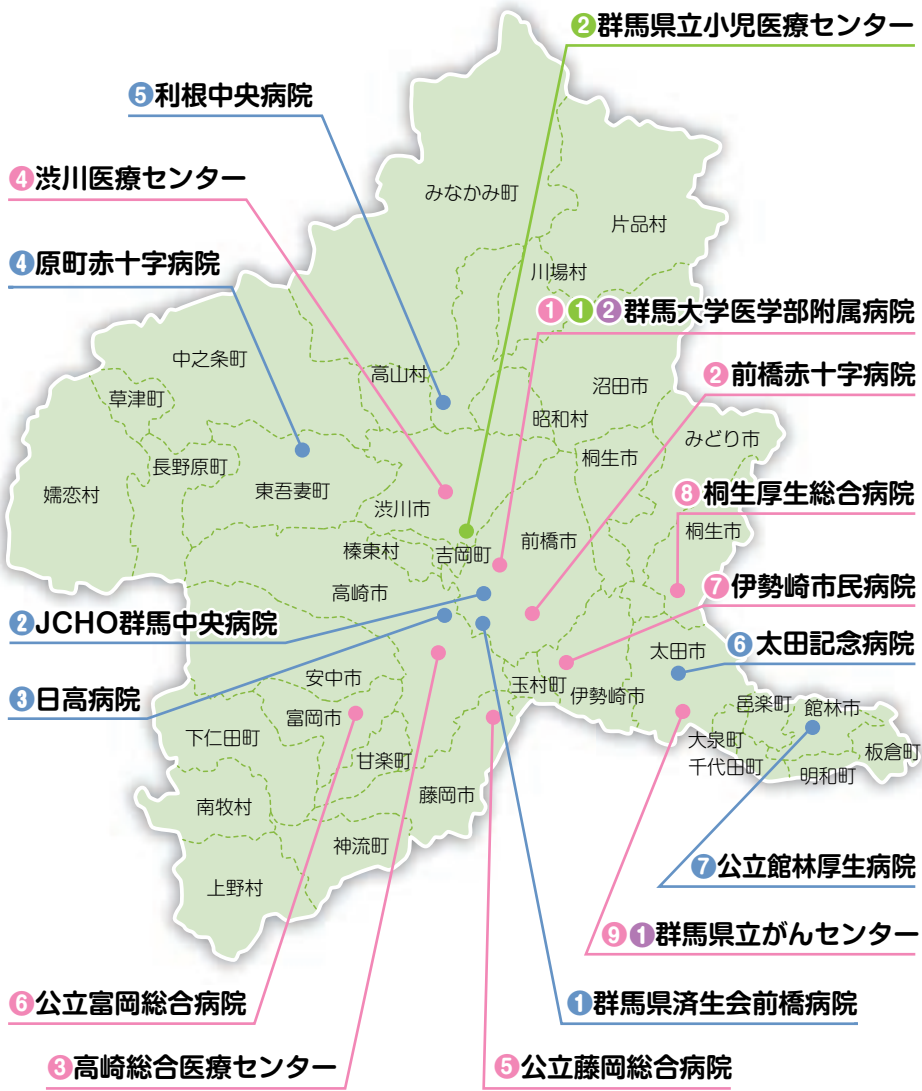 ❷群馬県立小児医療センター
❺利根中央病院
❹渋川医療センター
みなかみ町
片品村
❹原町赤十字病院
川場村
❶❶❷群馬大学医学部附属病院
中之条町
高山村
❷前橋赤十字病院
沼田市
草津町
昭和村
みどり市
桐生市
長野原町
東吾妻町
嬬恋村
❽桐生厚生総合病院
渋川市
桐生市
前橋市
榛東村
吉岡町
高崎市
❼伊勢崎市民病院
❷JCHO群馬中央病院
❻太田記念病院
太田市
安中市
玉村町
伊勢崎市
❸日高病院
邑楽町
館林市
富岡市
下仁田町
大泉町
板倉町
甘楽町
千代田町
明和町
藤岡市
南牧村
神流町
❼公立館林厚生病院
上野村
❾❶群馬県立がんセンター
❻公立富岡総合病院
❶群馬県済生会前橋病院
❸高崎総合医療センター
❺公立藤岡総合病院